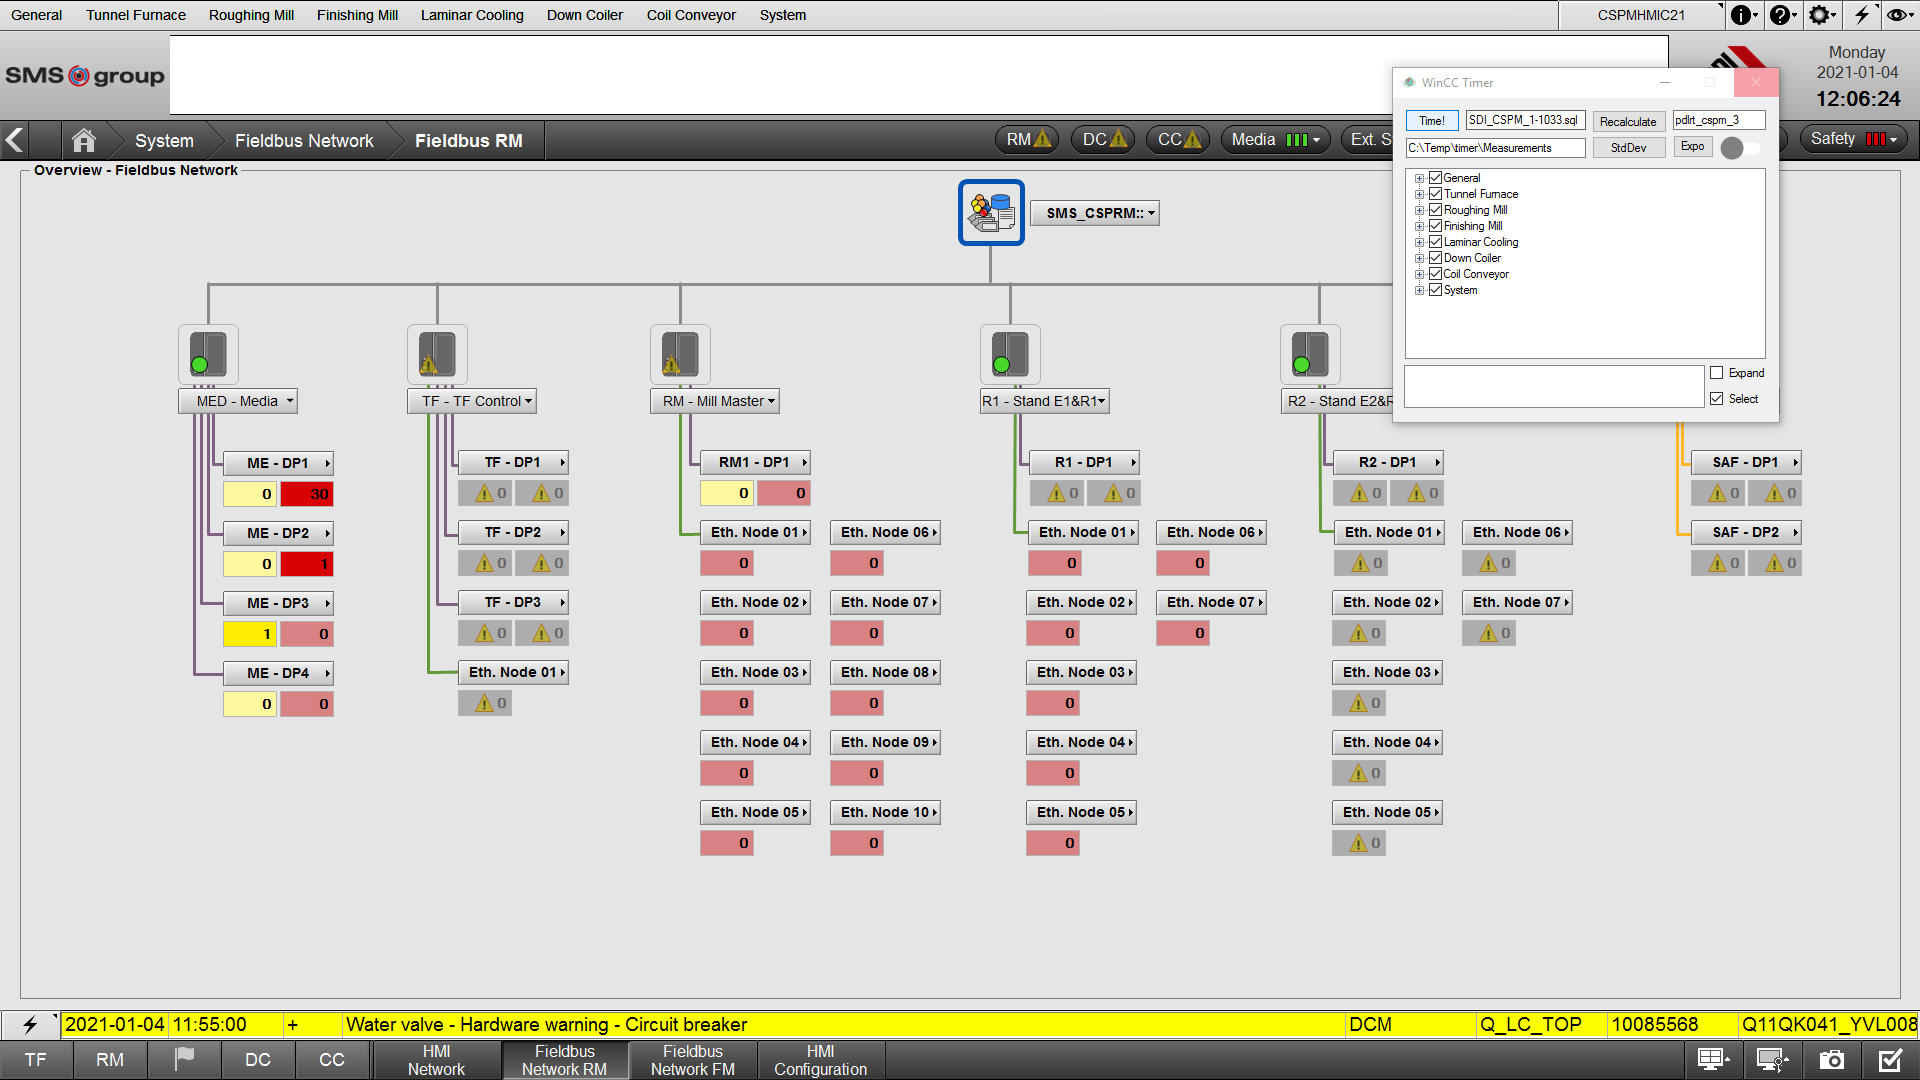 General Tunnel Furnace Roughing Mill Finishing Mill Laminar Cooling Down Coiler Coil Conveyor System CSPMHMIC21
SMS group
Monday
2021-01-04
12:06:24
System Fieldbus Network Fieldbus RM RM DC CC Media Ext. S Safety
WinCC Timer
Time! SDI_CSPM_1-1033.sql Recalculate pdlrt_cspm_3
C:\Temp\timer\Measurements StdDev Expo
General
Tunnel Furnace
Roughing Mill
Finishing Mill
Laminar Cooling
Down Coiler
Coil Conveyor
System
Expand
Select
Overview - Fieldbus Network
SMS_CSPRM::
MED - Media TF - TF Control RM - Mill Master R1 - Stand E1&R1 R2 - Stand E2&R
ME - DP1 TF - DP1 RM1 - DP1 R1 - DP1 R2 - DP1 SAF - DP1
0 30 0 0 0 0 0 0 0 0 0 0
ME - DP2 TF - DP2 Eth. Node 01 Eth. Node 06 Eth. Node 01 Eth. Node 06 Eth. Node 01 Eth. Node 06 SAF - DP2
0 1 0 0 0 0 0 0 0 0 0 0
ME - DP3 TF - DP3 Eth. Node 02 Eth. Node 07 Eth. Node 02 Eth. Node 07 Eth. Node 02 Eth. Node 07
1 0 0 0 0 0 0 0 0 0
ME - DP4 Eth. Node 01 Eth. Node 03 Eth. Node 08 Eth. Node 03 Eth. Node 03
0 0 0 0 0 0 0
Eth. Node 04 Eth. Node 09 Eth. Node 04 Eth. Node 04
0 0 0 0
Eth. Node 05 Eth. Node 10 Eth. Node 05 Eth. Node 05
0 0 0 0
2021-01-04 11:55:00 + Water valve - Hardware warning - Circuit breaker DCM Q_LC_TOP 10085568 Q11QK041_YVL008
TF RM DC CC HMI Network Fieldbus Network RM Fieldbus Network FM HMI Configuration